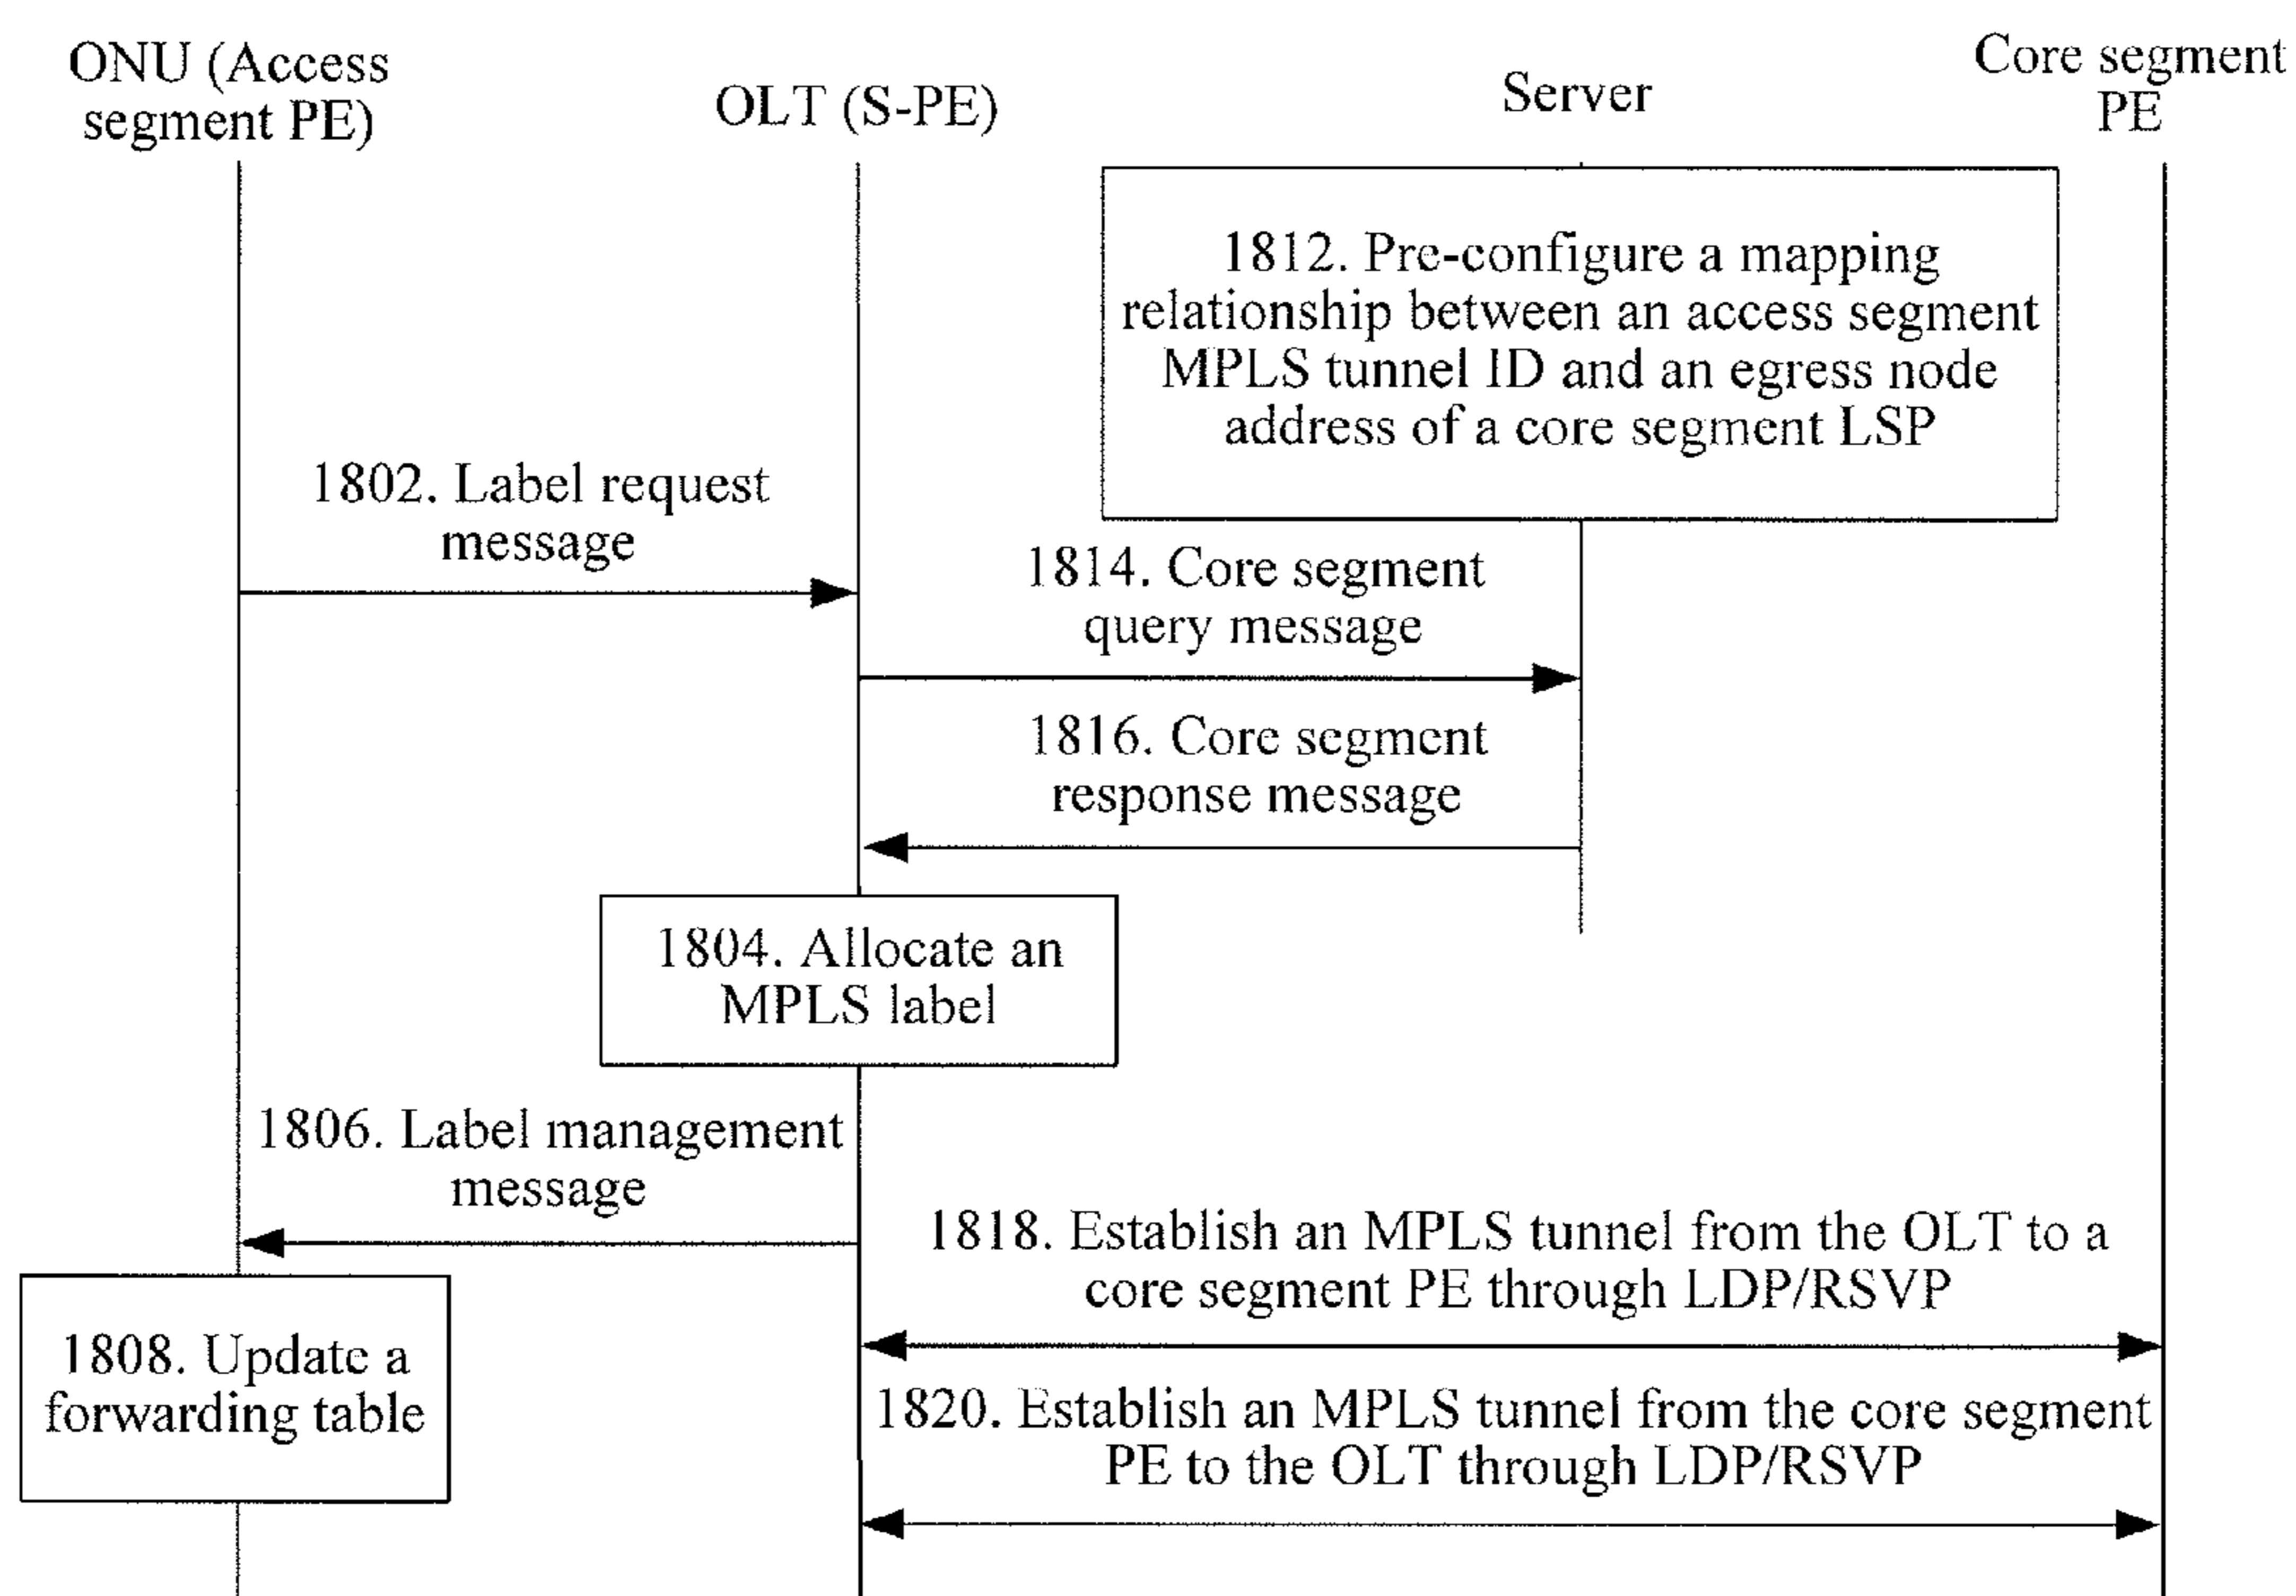 ONU (Access
segment PE)
OLT (S-PE)
Server
Core segment
PE
1812. Pre-configure a mapping
relationship between an access segment
MPLS tunnel ID and an egress node
address of a core segment LSP
1802. Label request
message
1814. Core segment
query message
1816. Core segment
response message
1804. Allocate an
MPLS label
1806. Label management
message
1818. Establish an MPLS tunnel from the OLT to a
core segment PE through LDP/RSVP
1808. Update a
forwarding table
1820. Establish an MPLS tunnel from the core segment
PE to the OLT through LDP/RSVP